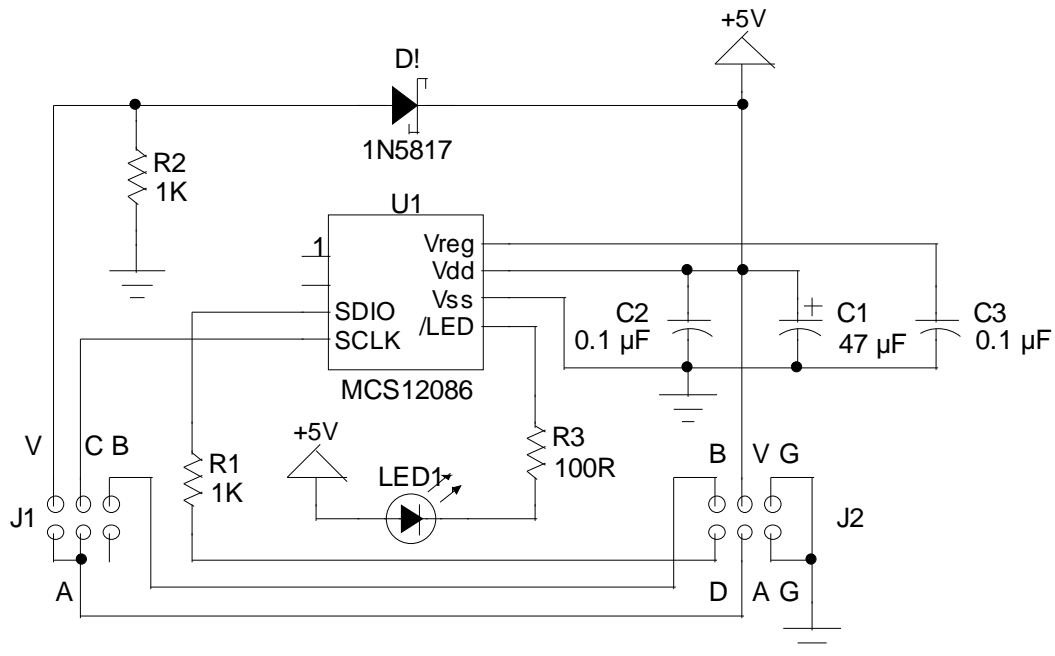 +5V
D!
1N5817
R2
1K
U1
1
Vreg
Vdd
Vss
/LED
SDIO
SCLK
MCS12086
C2
0.1 µF
+
C1
47 µF
C3
0.1 µF
+5V
R3
100R
LED1
R1
1K
V C B
J1
A
B V G
J2
D A G